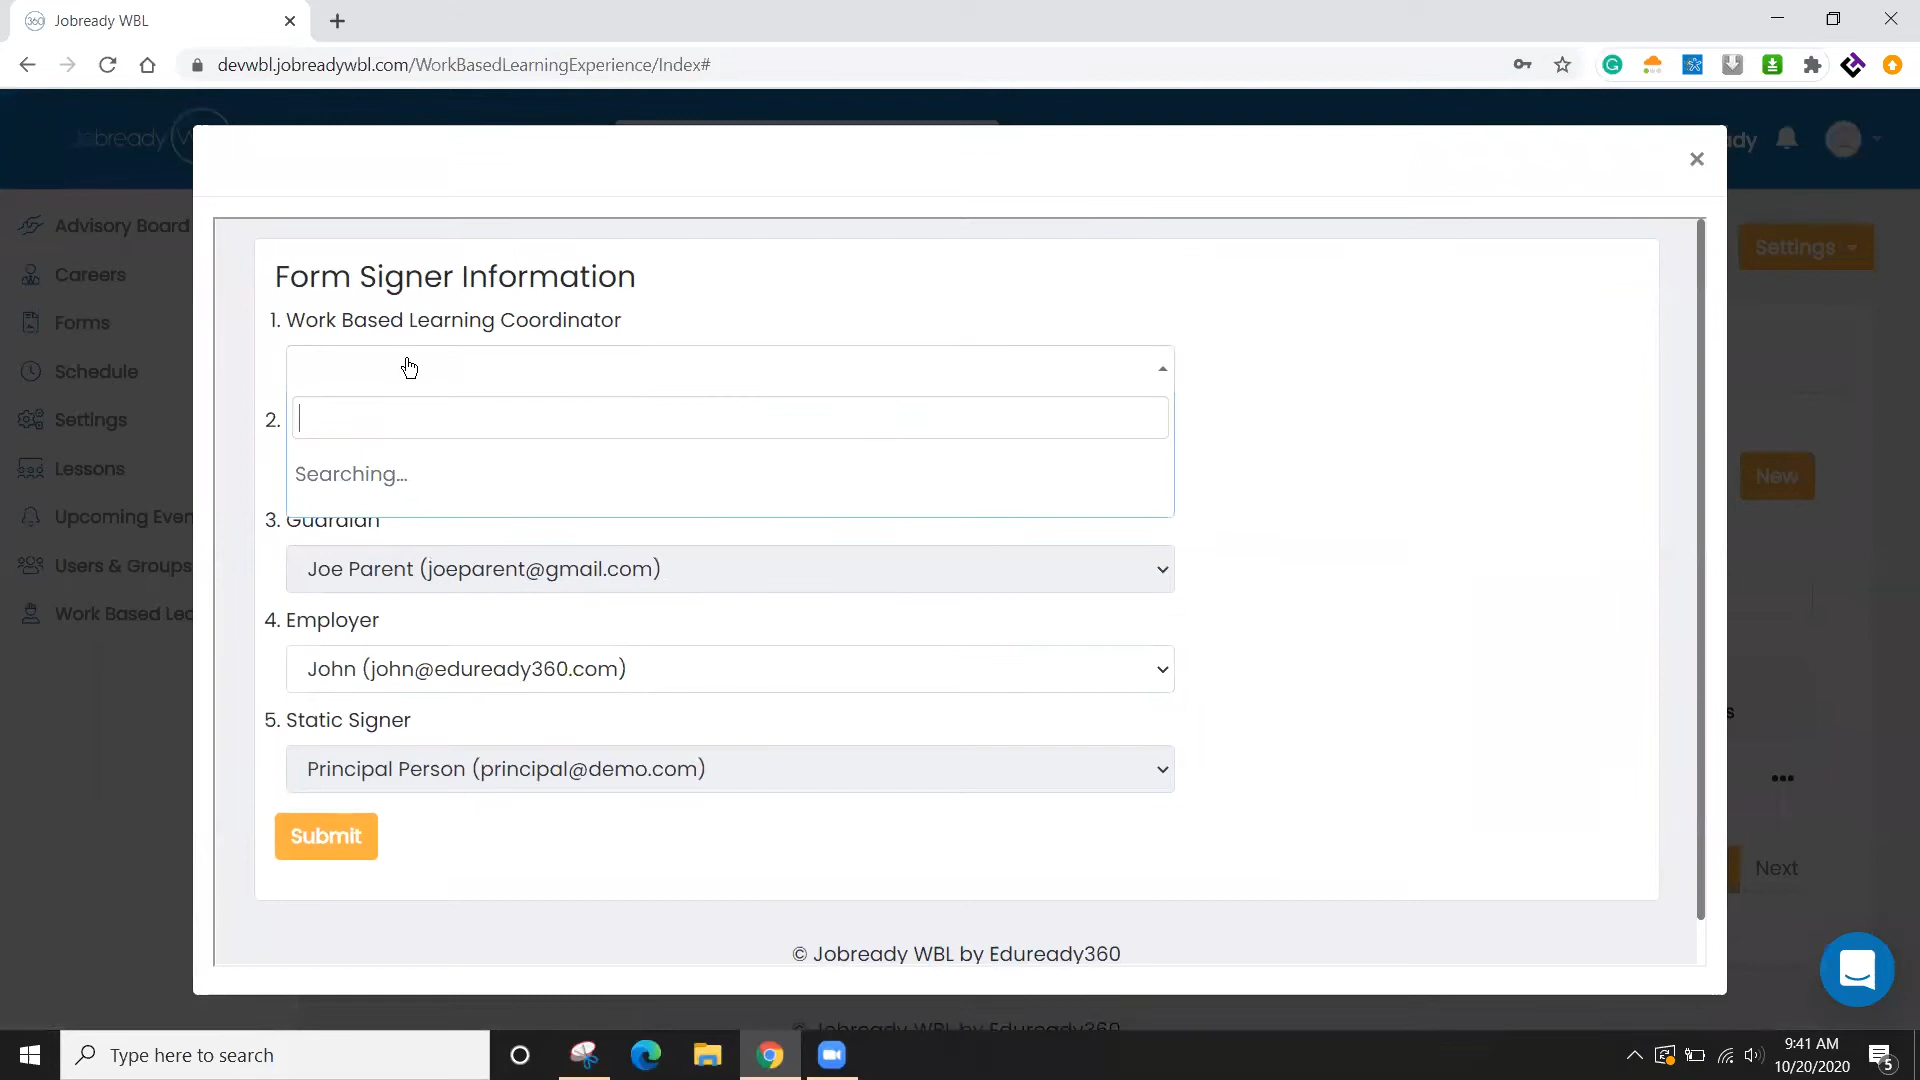 Jobready WBL
devwbl.jobreadywbl.com/WorkBasedLearningExperience/Index#
Advisory Board
Careers
Forms
Schedule
Settings
Lessons
Upcoming Even
Users & Groups
Work Based Lea
Settings
New
Next
Form Signer Information
1. Work Based Learning Coordinator
2.
Searching...
3. Guardian
Joe Parent (joeparent@gmail.com)
4. Employer
John (john@eduready360.com)
5. Static Signer
Principal Person (principal@demo.com)
Submit
© Jobready WBL by Eduready360
© Jobready WBL by Eduready360
Type here to search
9:41 AM
10/20/2020
5